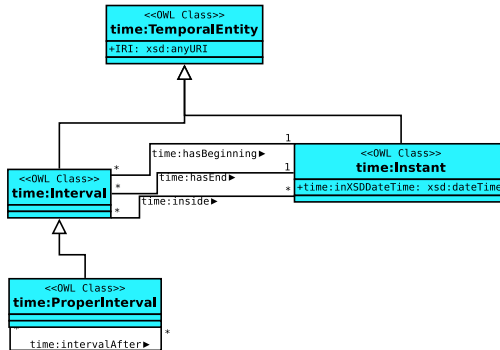 <<OWL Class>>
time:TemporalEntity
+IRI: xsd:anyURI
1
time:hasBeginning►
*
<<OWL Class>>
time:Interval
1
time:hasEnd►
*
*
time:inside►
*
<<OWL Class>>
time:Instant
+time:inXSDDateTime: xsd:dateTime
<<OWL Class>>
time:ProperInterval
*
*
time:intervalAfter►